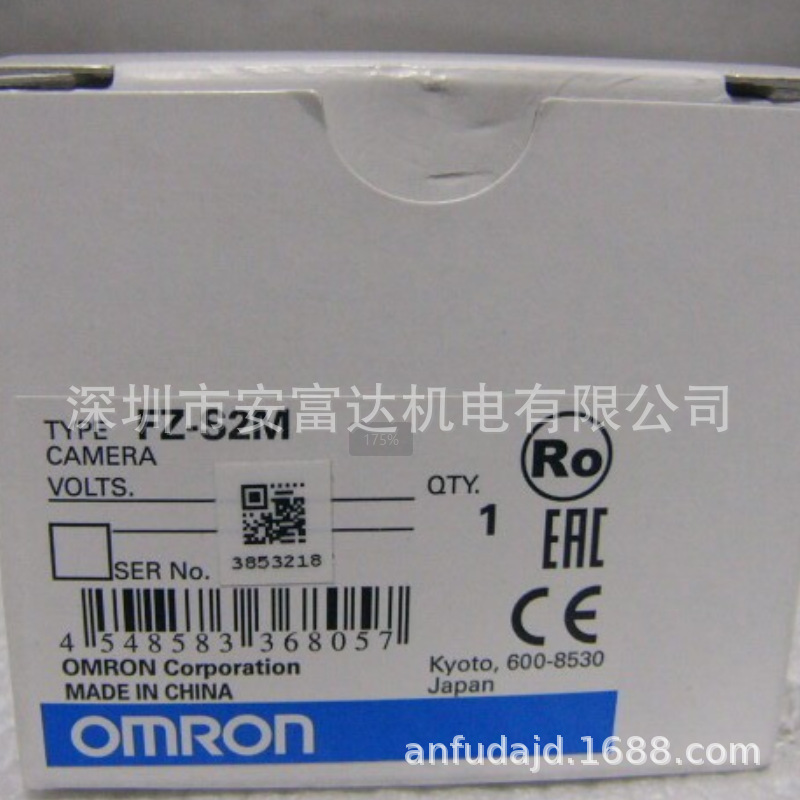 深圳市安富达机电有限公司
TYPE FZ-S2M
175%
CAMERA
VOLTS.
QTY. 1
Ro
EAC
SER No. 3853218
CE
4 548583 368057
OMRON Corporation
Kyoto, 600-8530
MADE IN CHINA
Japan
OMRON
anfudajd.1688.com